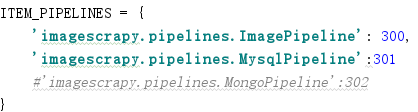 ITEM_PIPELINES = {
'imagescrapy.pipelines.ImagePipeline': 300,
'imagescrapy.pipelines.MysqlPipeline':301
#'imagescrapy.pipelines.MongoPipeline':302
}